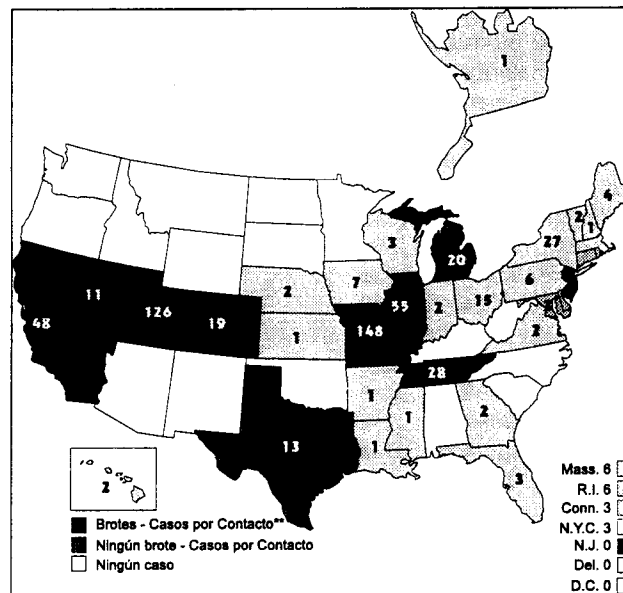 1
4
2
1
27
3
20
6
2
7
55
2
15
11
126
19
48
1
148
2
28
1
1
2
13
1
3
2
Mass. 6
R.I. 6
Conn. 3
N.Y.C. 3
N.J. 0
Del. 0
D.C. 0
Brotes - Casos por Contacto**
Ningún brote - Casos por Contacto
Ningún caso